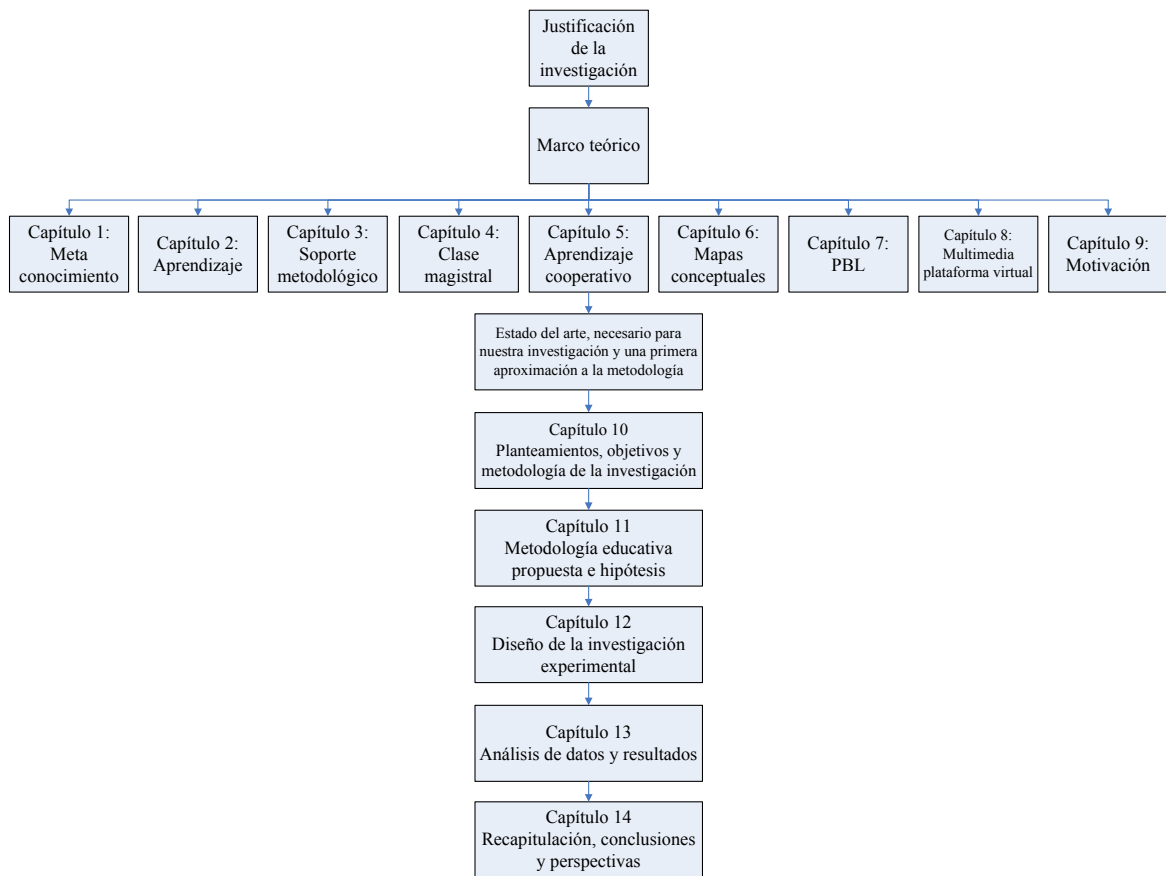 Justificación
de la
investigación
Marco teórico
Capítulo 1:
Meta
conocimiento
Capítulo 2:
Aprendizaje
Capítulo 3:
Soporte
metodológico
Capítulo 4:
Clase
magistral
Capítulo 5:
Aprendizaje
cooperativo
Capítulo 6:
Mapas
conceptuales
Capítulo 7:
PBL
Capítulo 8:
Multimedia
plataforma virtual
Capítulo 9:
Motivación
Estado del arte, necesario para
nuestra investigación y una primera
aproximación a la metodología
Capítulo 10
Planteamientos, objetivos y
metodología de la investigación
Capítulo 11
Metodología educativa
propuesta e hipótesis
Capítulo 12
Diseño de la investigación
experimental
Capítulo 13
Análisis de datos y resultados
Capítulo 14
Recapitulación, conclusiones
y perspectivas